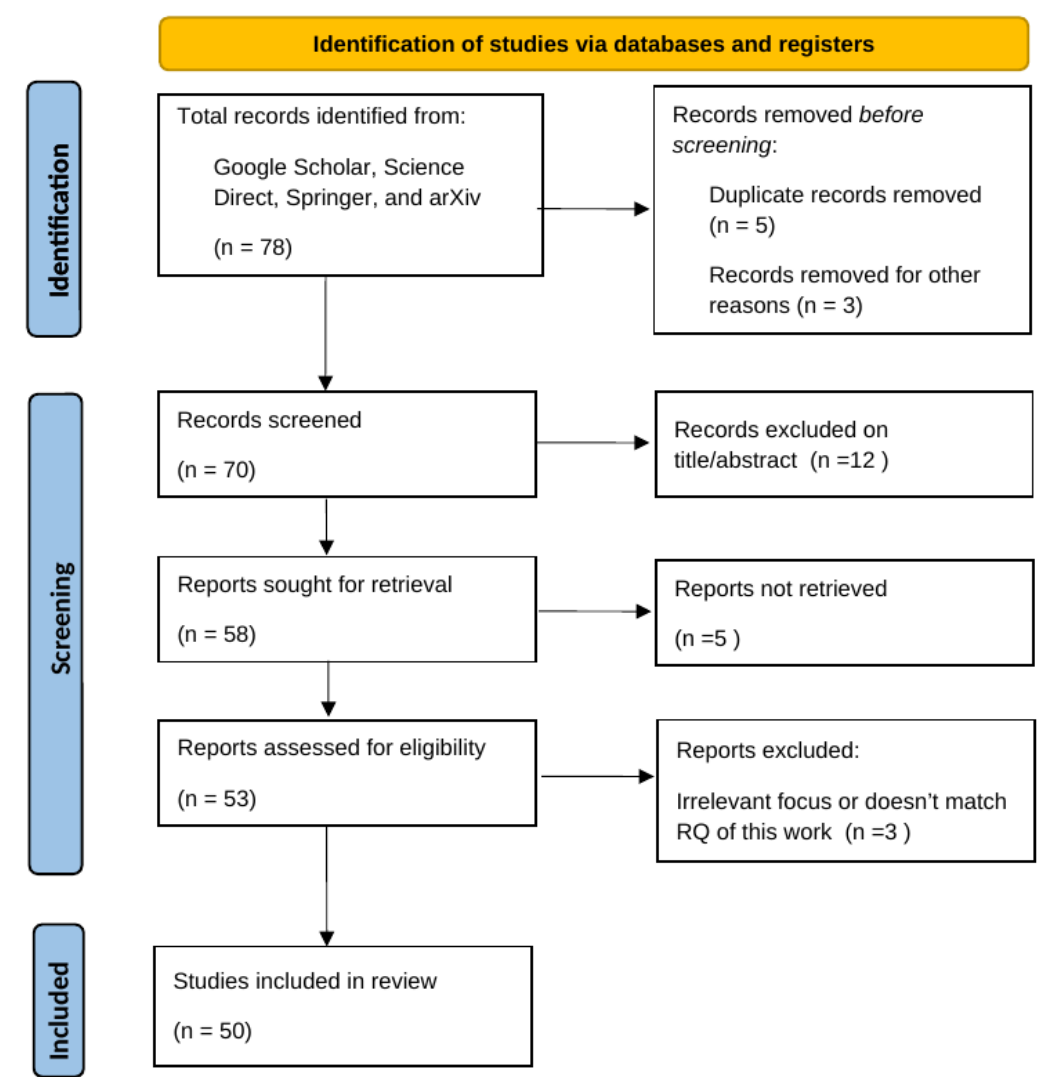 Identification of studies via databases and registers
Identification
Total records identified from:
Google Scholar, Science
Direct, Springer, and arXiv
(n = 78)
Records removed before
screening:
Duplicate records removed
(n = 5)
Records removed for other
reasons (n = 3)
Screening
Records screened
(n = 70)
Records excluded on
title/abstract  (n =12 )
Reports sought for retrieval
(n = 58)
Reports not retrieved
(n =5 )
Reports assessed for eligibility
(n = 53)
Reports excluded:
Irrelevant focus or doesn’t match
RQ of this work  (n =3 )
Included
Studies included in review
(n = 50)